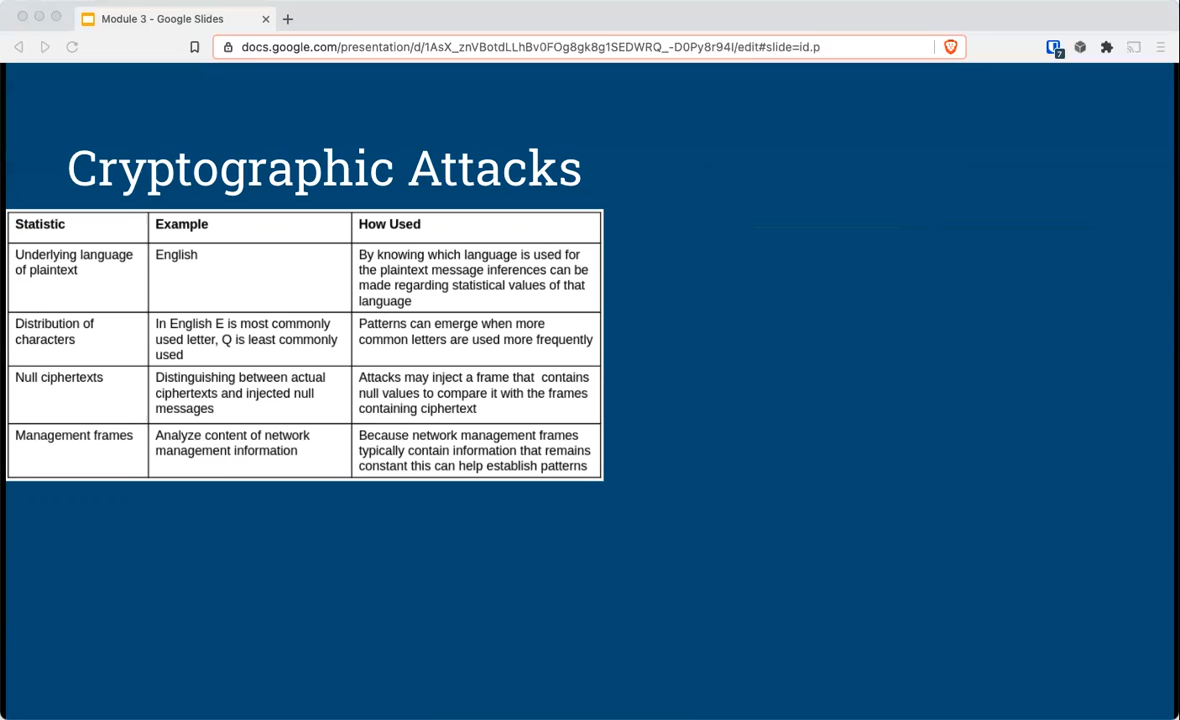 Module 3 - Google Slides
docs.google.com/presentation/d/1AsX_znVBotdLLhBv0FOg8gk8g1SEDWRQ_-D0Py8r94I/edit#slide=id.p
7
Cryptographic Attacks
Statistic Example How Used
Underlying language English By knowing which language is used for
of plaintext the plaintext message inferences can be
made regarding statistical values of that
language
Distribution of In English E is most commonly Patterns can emerge when more
characters used letter, Q is least commonly common letters are used more frequently
used
Null ciphertexts Distinguishing between actual Attacks may inject a frame that contains
ciphertexts and injected null null values to compare it with the frames
messages containing ciphertext
Management frames Analyze content of network Because network management frames
management information typically contain information that remains
constant this can help establish patterns